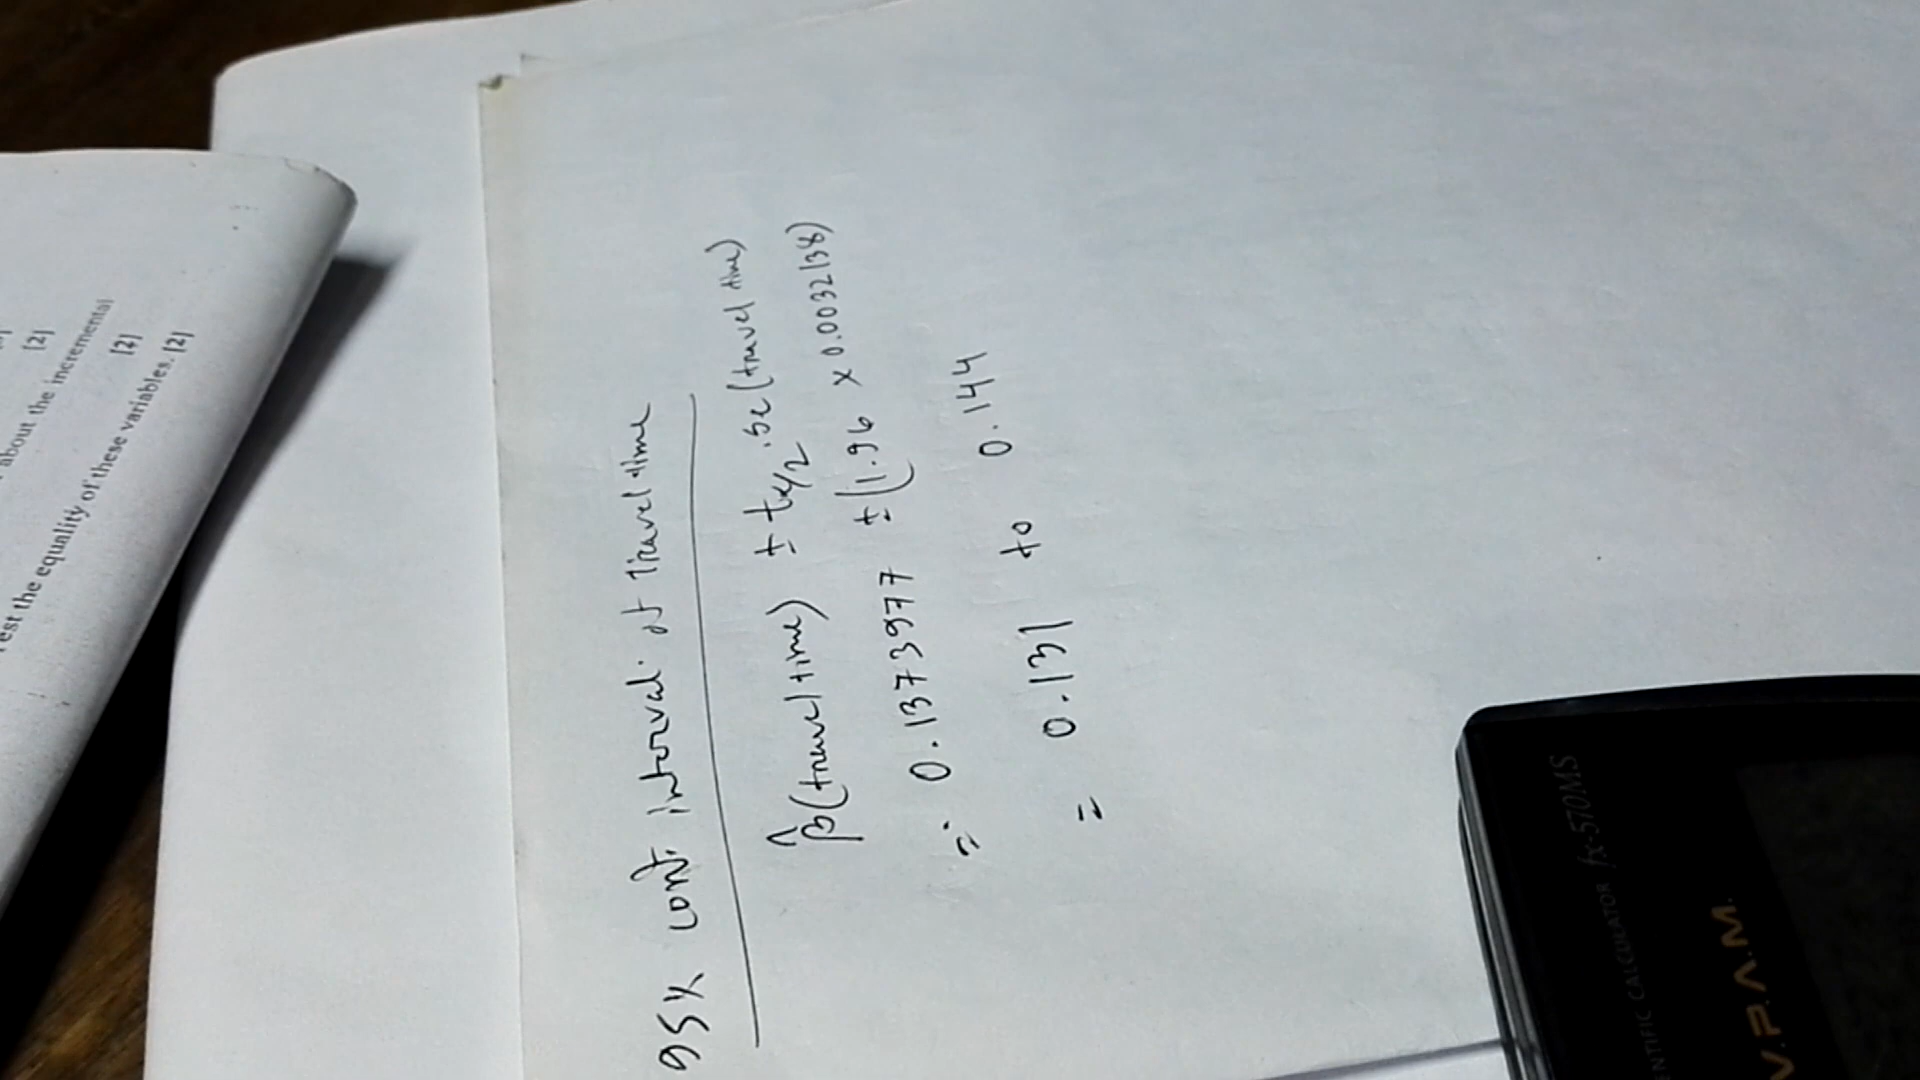 [2]
about the incremental
[2]
est the equality of these variables. [2]
95% conf. interval of travel time
β̂(travel time) ± tα/2 . se(travel time)
= 0.1373977 ± (1.96 × 0.0032138)
= 0.131 to 0.144
SCIENTIFIC CALCULATOR fx-570MS
V.P.A.M.